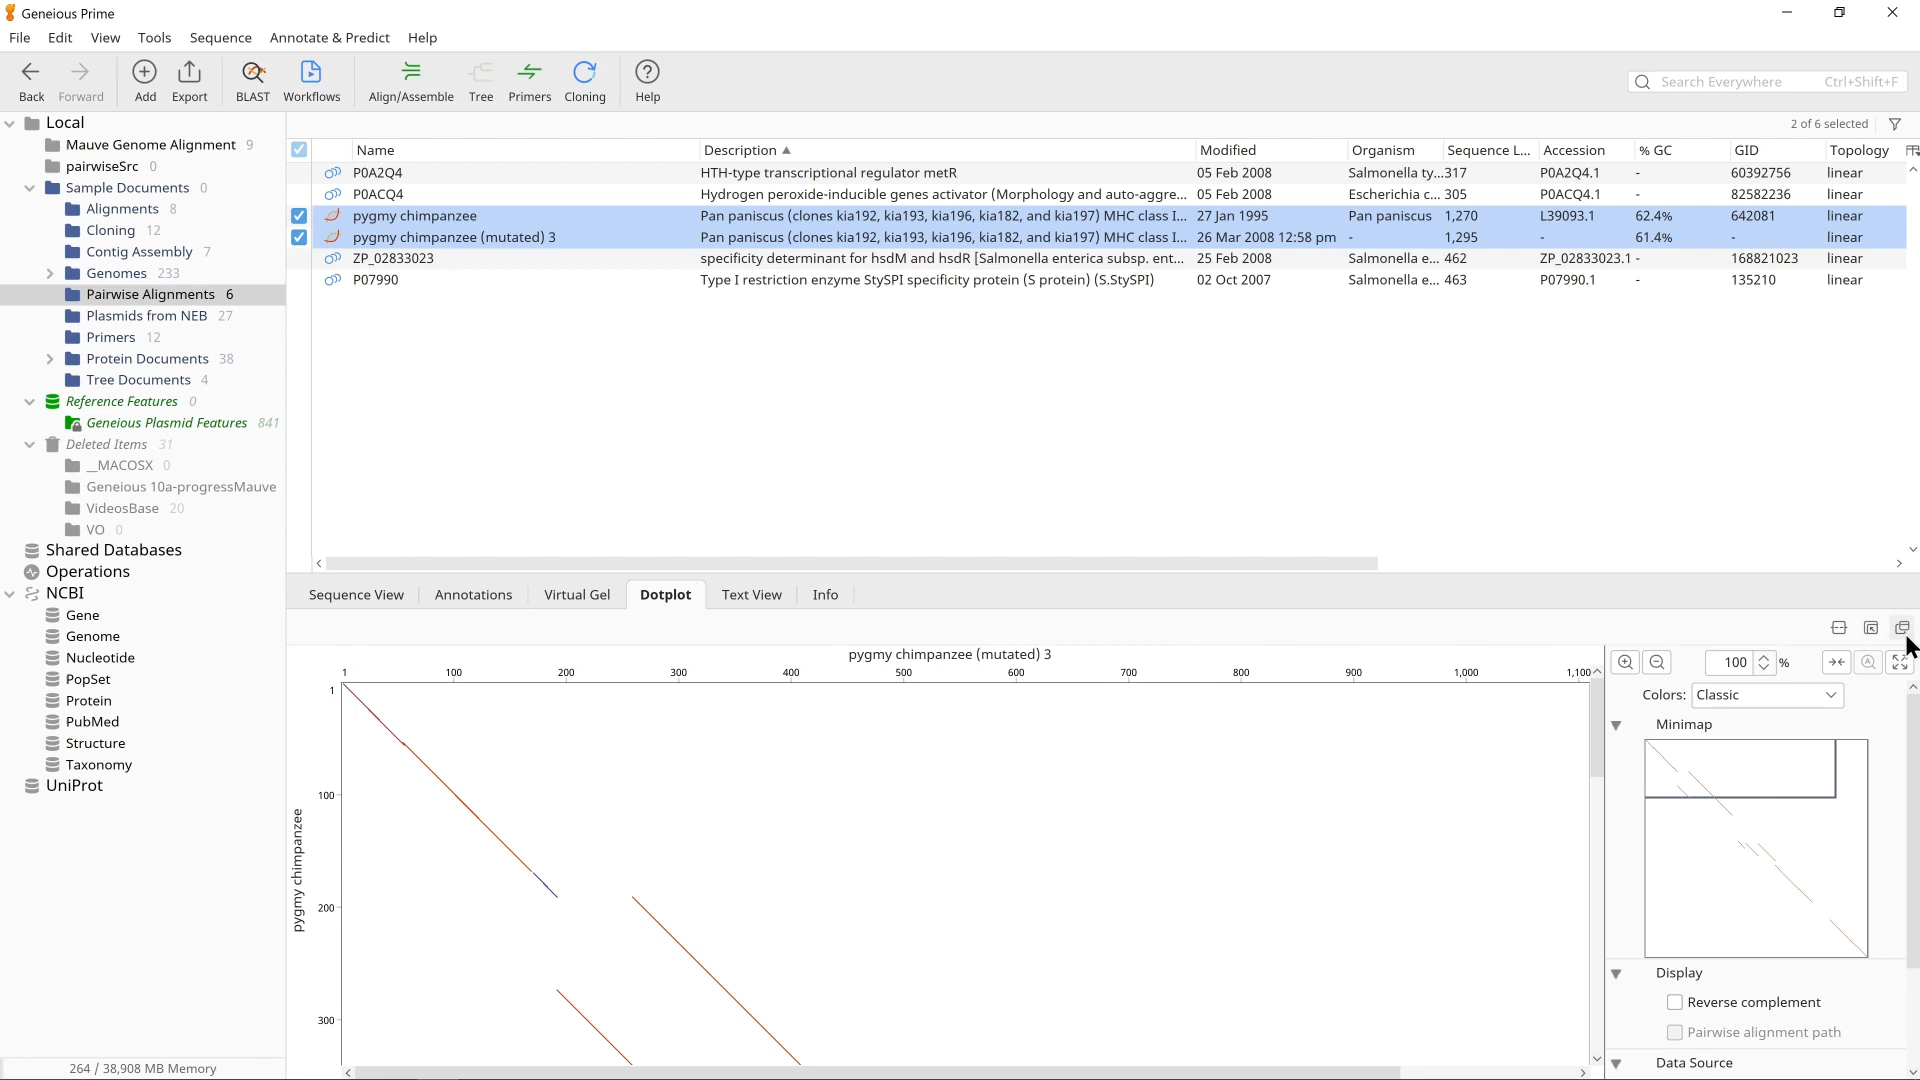 Geneious Prime
File Edit View Tools Sequence Annotate & Predict Help
Back Forward Add Export BLAST Workflows Align/Assemble Tree Primers Cloning Help
Search Everywhere Ctrl+Shift+F
Local
Mauve Genome Alignment 9
pairwiseSrc 0
Sample Documents 0
Alignments 8
Cloning 12
Contig Assembly 7
Genomes 233
Pairwise Alignments 6
Plasmids from NEB 27
Primers 12
Protein Documents 38
Tree Documents 4
Reference Features 0
Geneious Plasmid Features 841
Deleted Items 31
__MACOSX 0
Geneious 10a-progressMauve
VideosBase 20
VO 0
Shared Databases
Operations
NCBI
Gene
Genome
Nucleotide
PopSet
Protein
PubMed
Structure
Taxonomy
UniProt
264 / 38,908 MB Memory
2 of 6 selected
Name Description Modified Organism Sequence L... Accession % GC GID Topology
P0A2Q4 HTH-type transcriptional regulator metR 05 Feb 2008 Salmonella ty... 317 P0A2Q4.1 - 60392756 linear
P0ACQ4 Hydrogen peroxide-inducible genes activator (Morphology and auto-aggre... 05 Feb 2008 Escherichia c... 305 P0ACQ4.1 - 82582236 linear
pygmy chimpanzee Pan paniscus (clones kia192, kia193, kia196, kia182, and kia197) MHC class I... 27 Jan 1995 Pan paniscus 1,270 L39093.1 62.4% 642081 linear
pygmy chimpanzee (mutated) 3 Pan paniscus (clones kia192, kia193, kia196, kia182, and kia197) MHC class I... 26 Mar 2008 12:58 pm - 1,295 - 61.4% - linear
ZP_02833023 specificity determinant for hsdM and hsdR [Salmonella enterica subsp. ent... 25 Feb 2008 Salmonella e... 462 ZP_02833023.1 - 168821023 linear
P07990 Type I restriction enzyme StySPI specificity protein (S protein) (S.StySPI) 02 Oct 2007 Salmonella e... 463 P07990.1 - 135210 linear
Sequence View Annotations Virtual Gel Dotplot Text View Info
pygmy chimpanzee (mutated) 3
1 100 200 300 400 500 600 700 800 900 1,000 1,100
1
100
200
300
pygmy chimpanzee
100 %
Colors: Classic
Minimap
Display
Reverse complement
Pairwise alignment path
Data Source